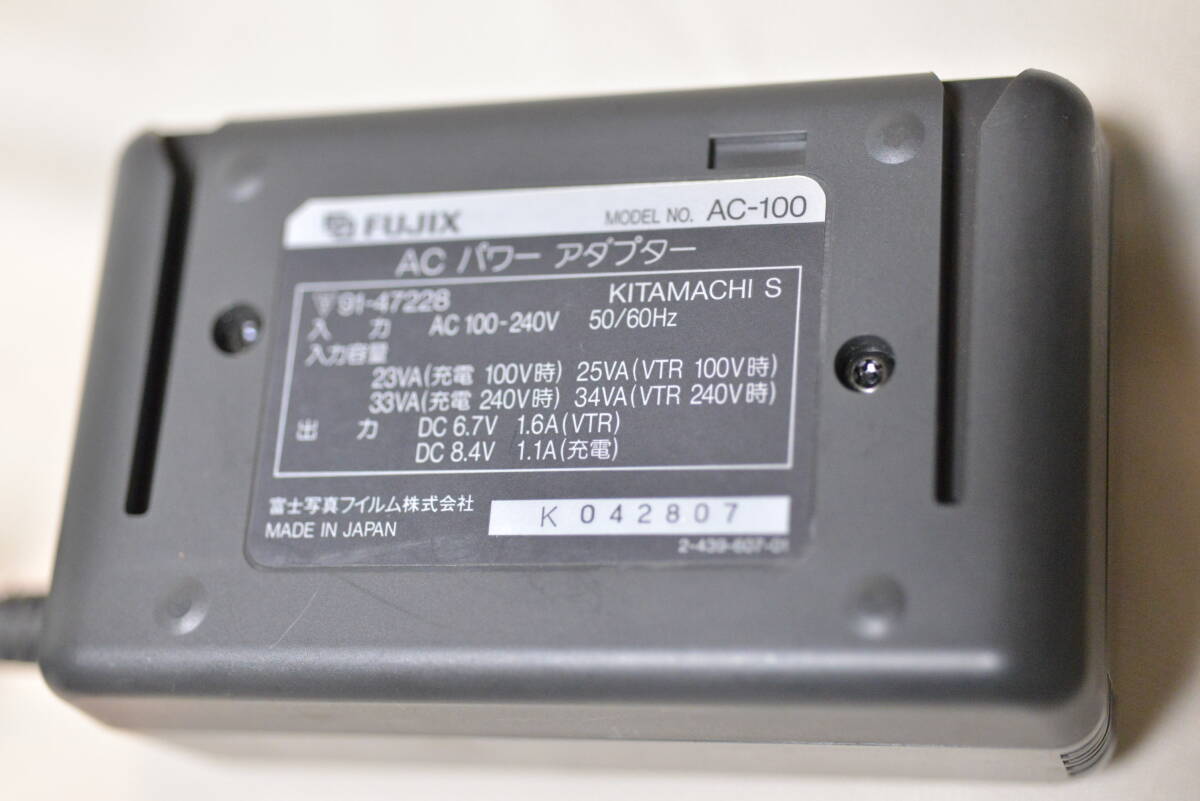 FUJIX MODEL NO. AC-100
AC パワー アダプター
91-47228 KITAMACHI S
入 力 AC 100-240V 50/60Hz
入力容量
23VA(充電 100V時) 25VA(VTR 100V時)
33VA(充電 240V時) 34VA(VTR 240V時)
出 力 DC 6.7V 1.6A(VTR)
DC 8.4V 1.1A(充電)
富士写真フイルム株式会社
MADE IN JAPAN
K 042807
2-439-607-01